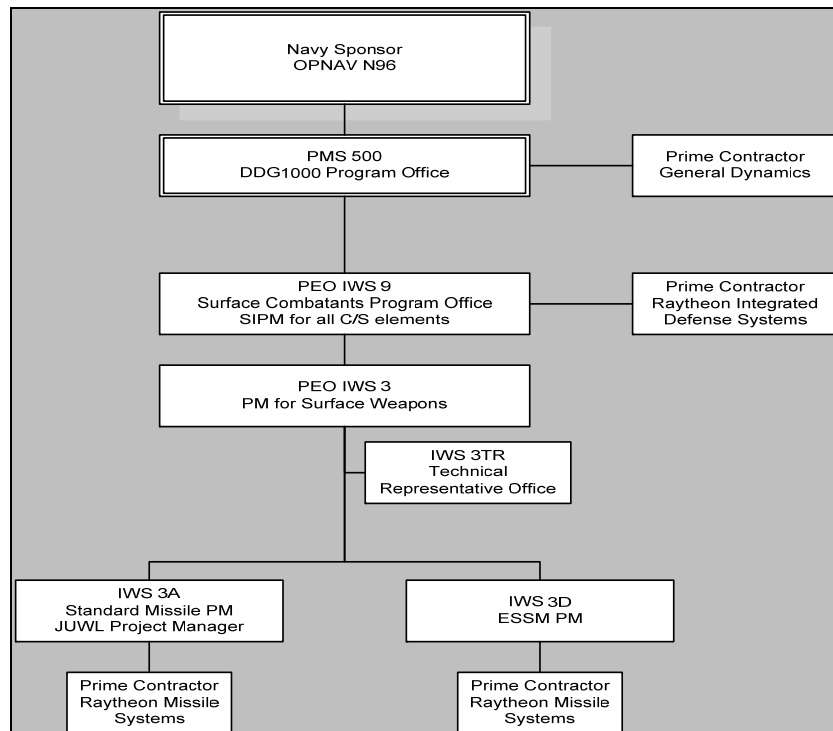 Navy Sponsor
OPNAV N96
PMS 500
DDG1000 Program Office
Prime Contractor
General Dynamics
PEO IWS 9
Surface Combatants Program Office
SIPM for all C/S elements
Prime Contractor
Raytheon Integrated
Defense Systems
PEO IWS 3
PM for Surface Weapons
IWS 3TR
Technical
Representative Office
IWS 3A
Standard Missile PM
JUWL Project Manager
IWS 3D
ESSM PM
Prime Contractor
Raytheon Missile
Systems
Prime Contractor
Raytheon Missile
Systems